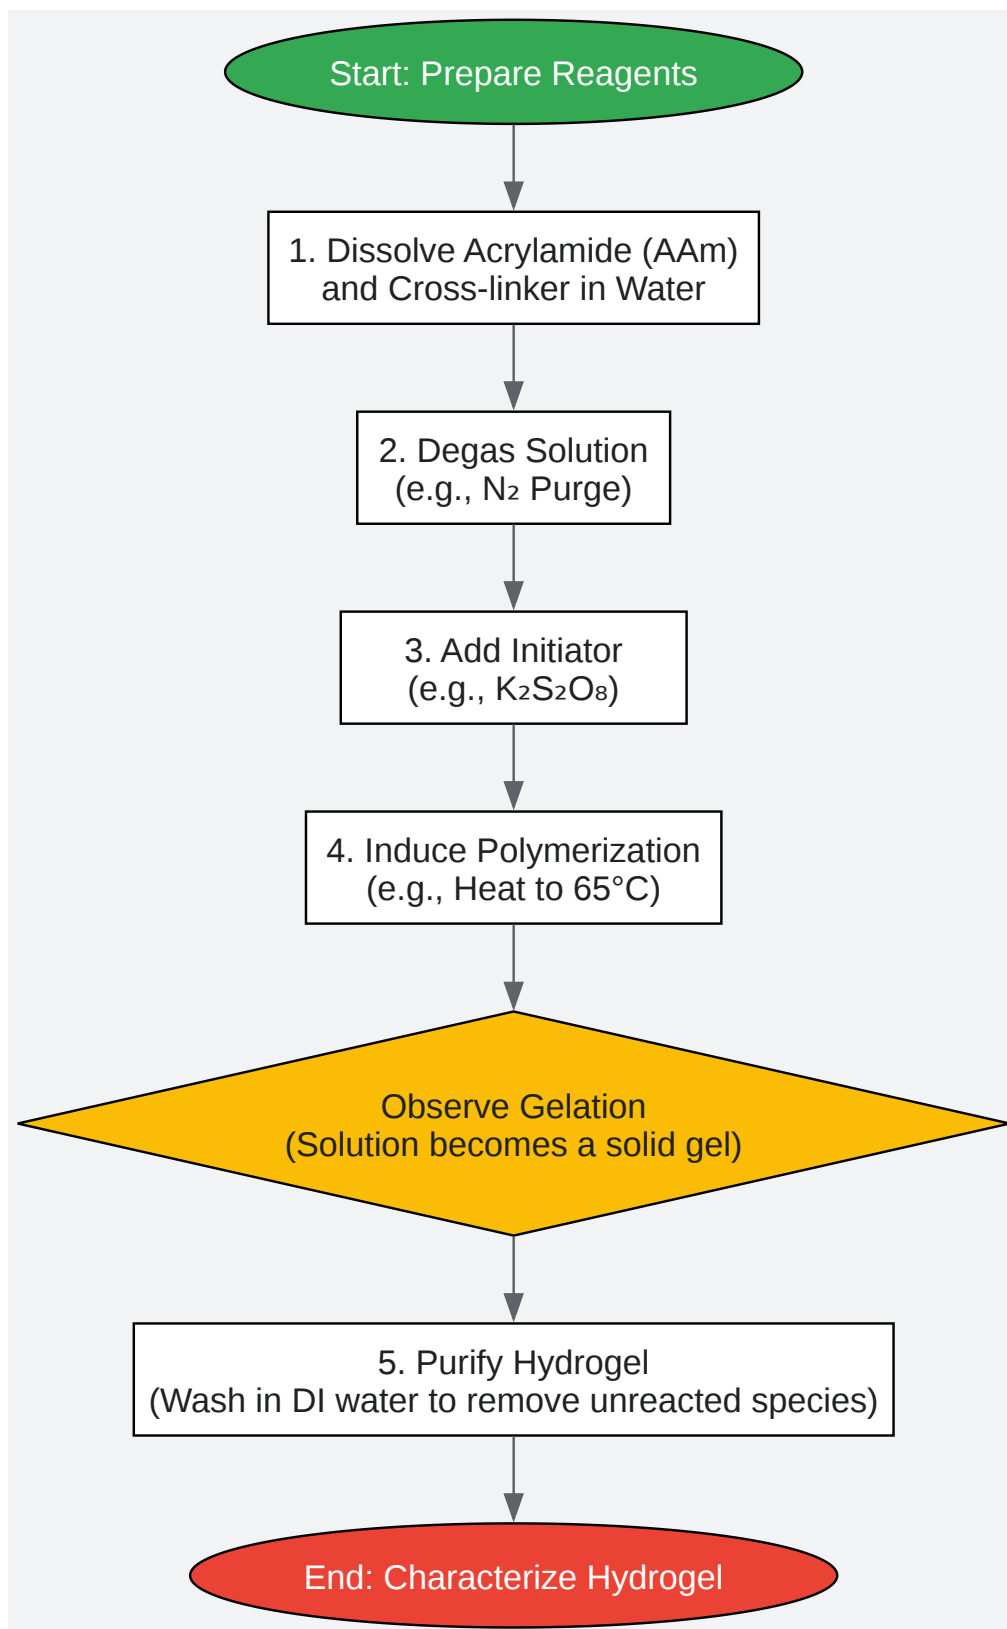 Start: Prepare Reagents
1. Dissolve Acrylamide (AAm)
and Cross-linker in Water
2. Degas Solution
(e.g., N₂ Purge)
3. Add Initiator
(e.g., K₂S₂O₈)
4. Induce Polymerization
(e.g., Heat to 65°C)
Observe Gelation
(Solution becomes a solid gel)
5. Purify Hydrogel
(Wash in DI water to remove unreacted species)
End: Characterize Hydrogel